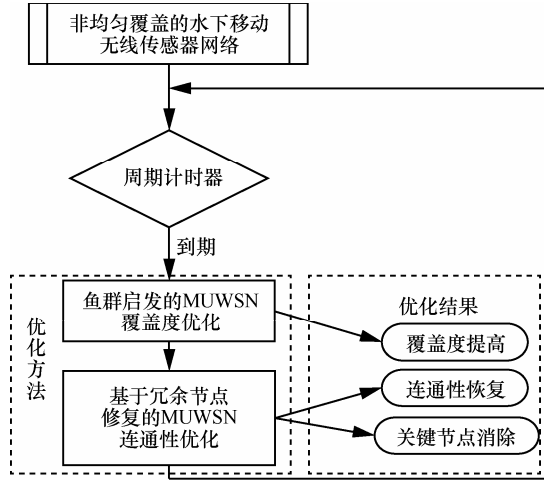 非均匀覆盖的水下移动
无线传感器网络
周期计时器
到期
优化方法
鱼群启发的MUWSN
覆盖度优化
基于冗余节点
修复的MUWSN
连通性优化
优化结果
覆盖度提高
连通性恢复
关键节点消除